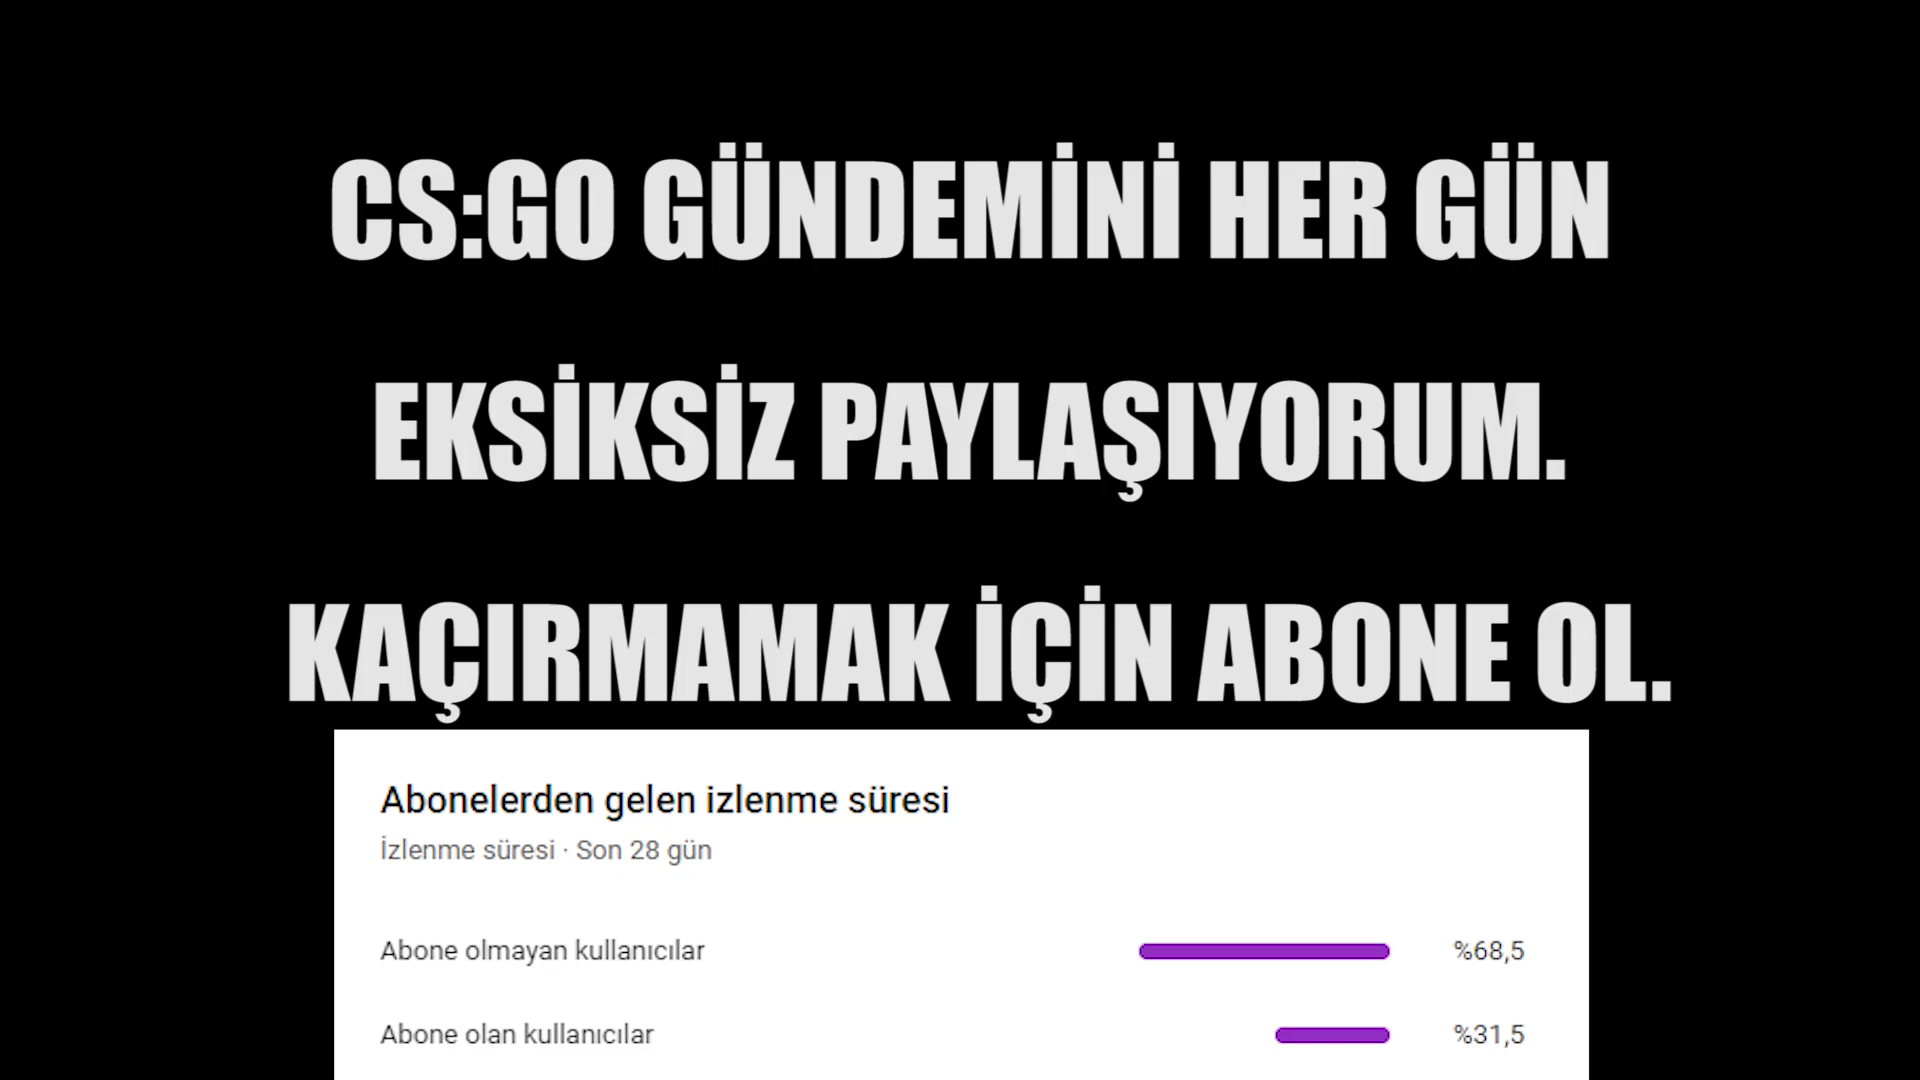 CS:GO GÜNDEMİNİ HER GÜN
EKSİKSİZ PAYLAŞIYORUM.
KAÇIRMAMAK İÇİN ABONE OL.
Abonelerden gelen izlenme süresi
İzlenme süresi · Son 28 gün
Abone olmayan kullanıcılar %68,5
Abone olan kullanıcılar %31,5